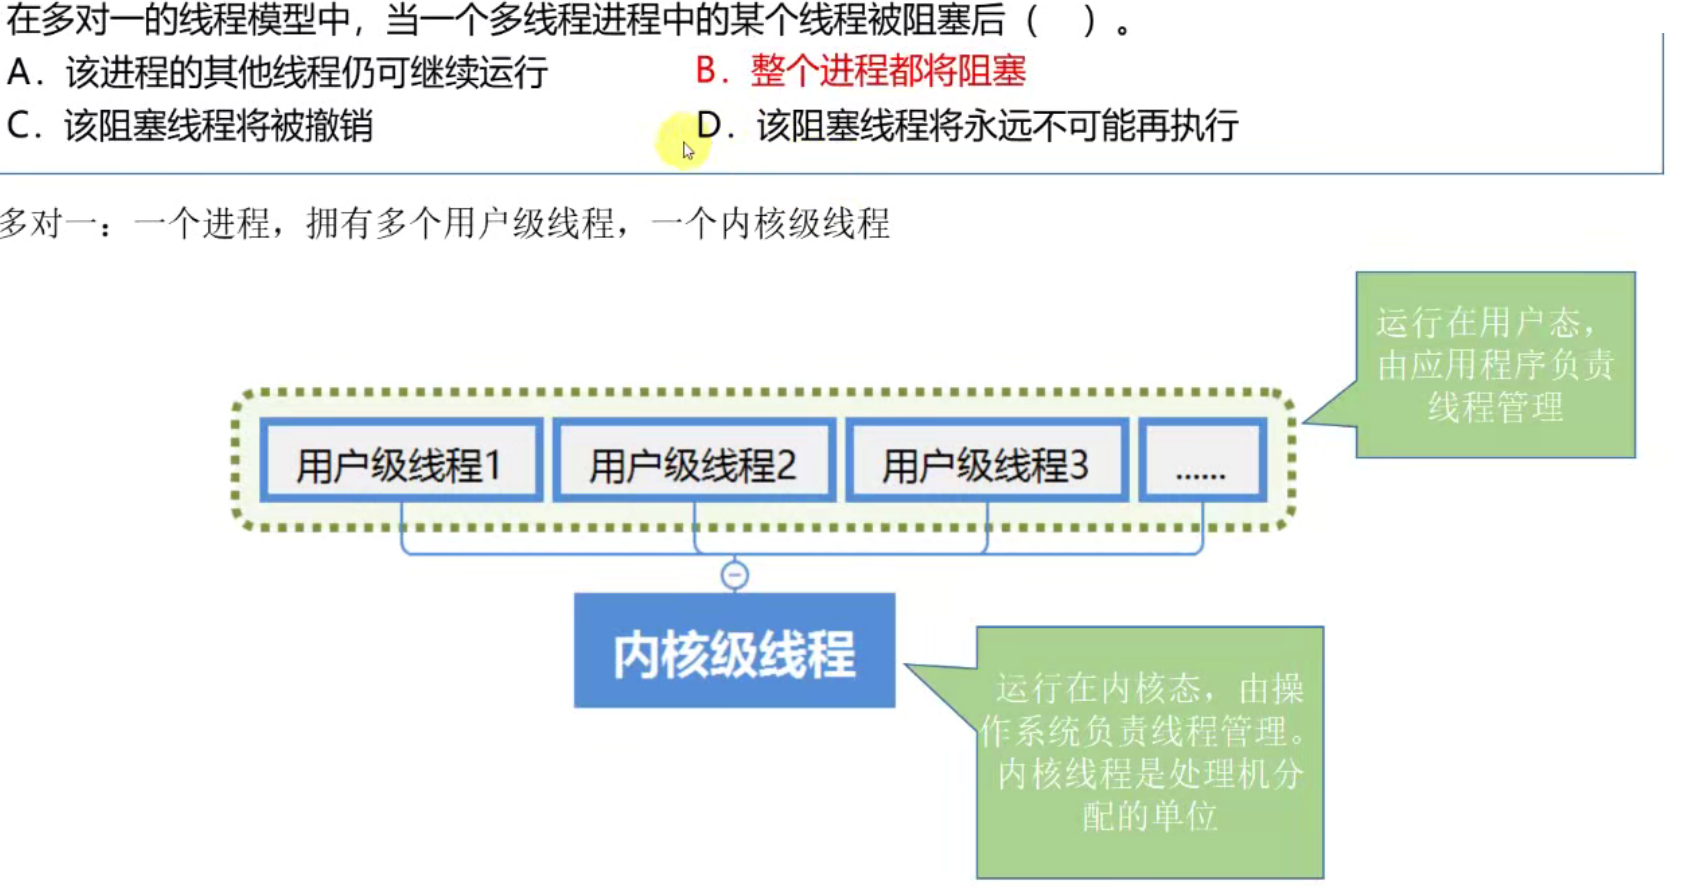 在多对一的线程模型中，当一个多线程进程中的某个线程被阻塞后（ ）。
A．该进程的其他线程仍可继续运行 B．整个进程都将阻塞
C．该阻塞线程将被撤销 D．该阻塞线程将永远不可能再执行
多对一：一个进程，拥有多个用户级线程，一个内核级线程
运行在用户态，
由应用程序负责
线程管理
用户级线程1 用户级线程2 用户级线程3 ......
内核级线程
运行在内核态，由操
作系统负责线程管理。
内核线程是处理机分
配的单位